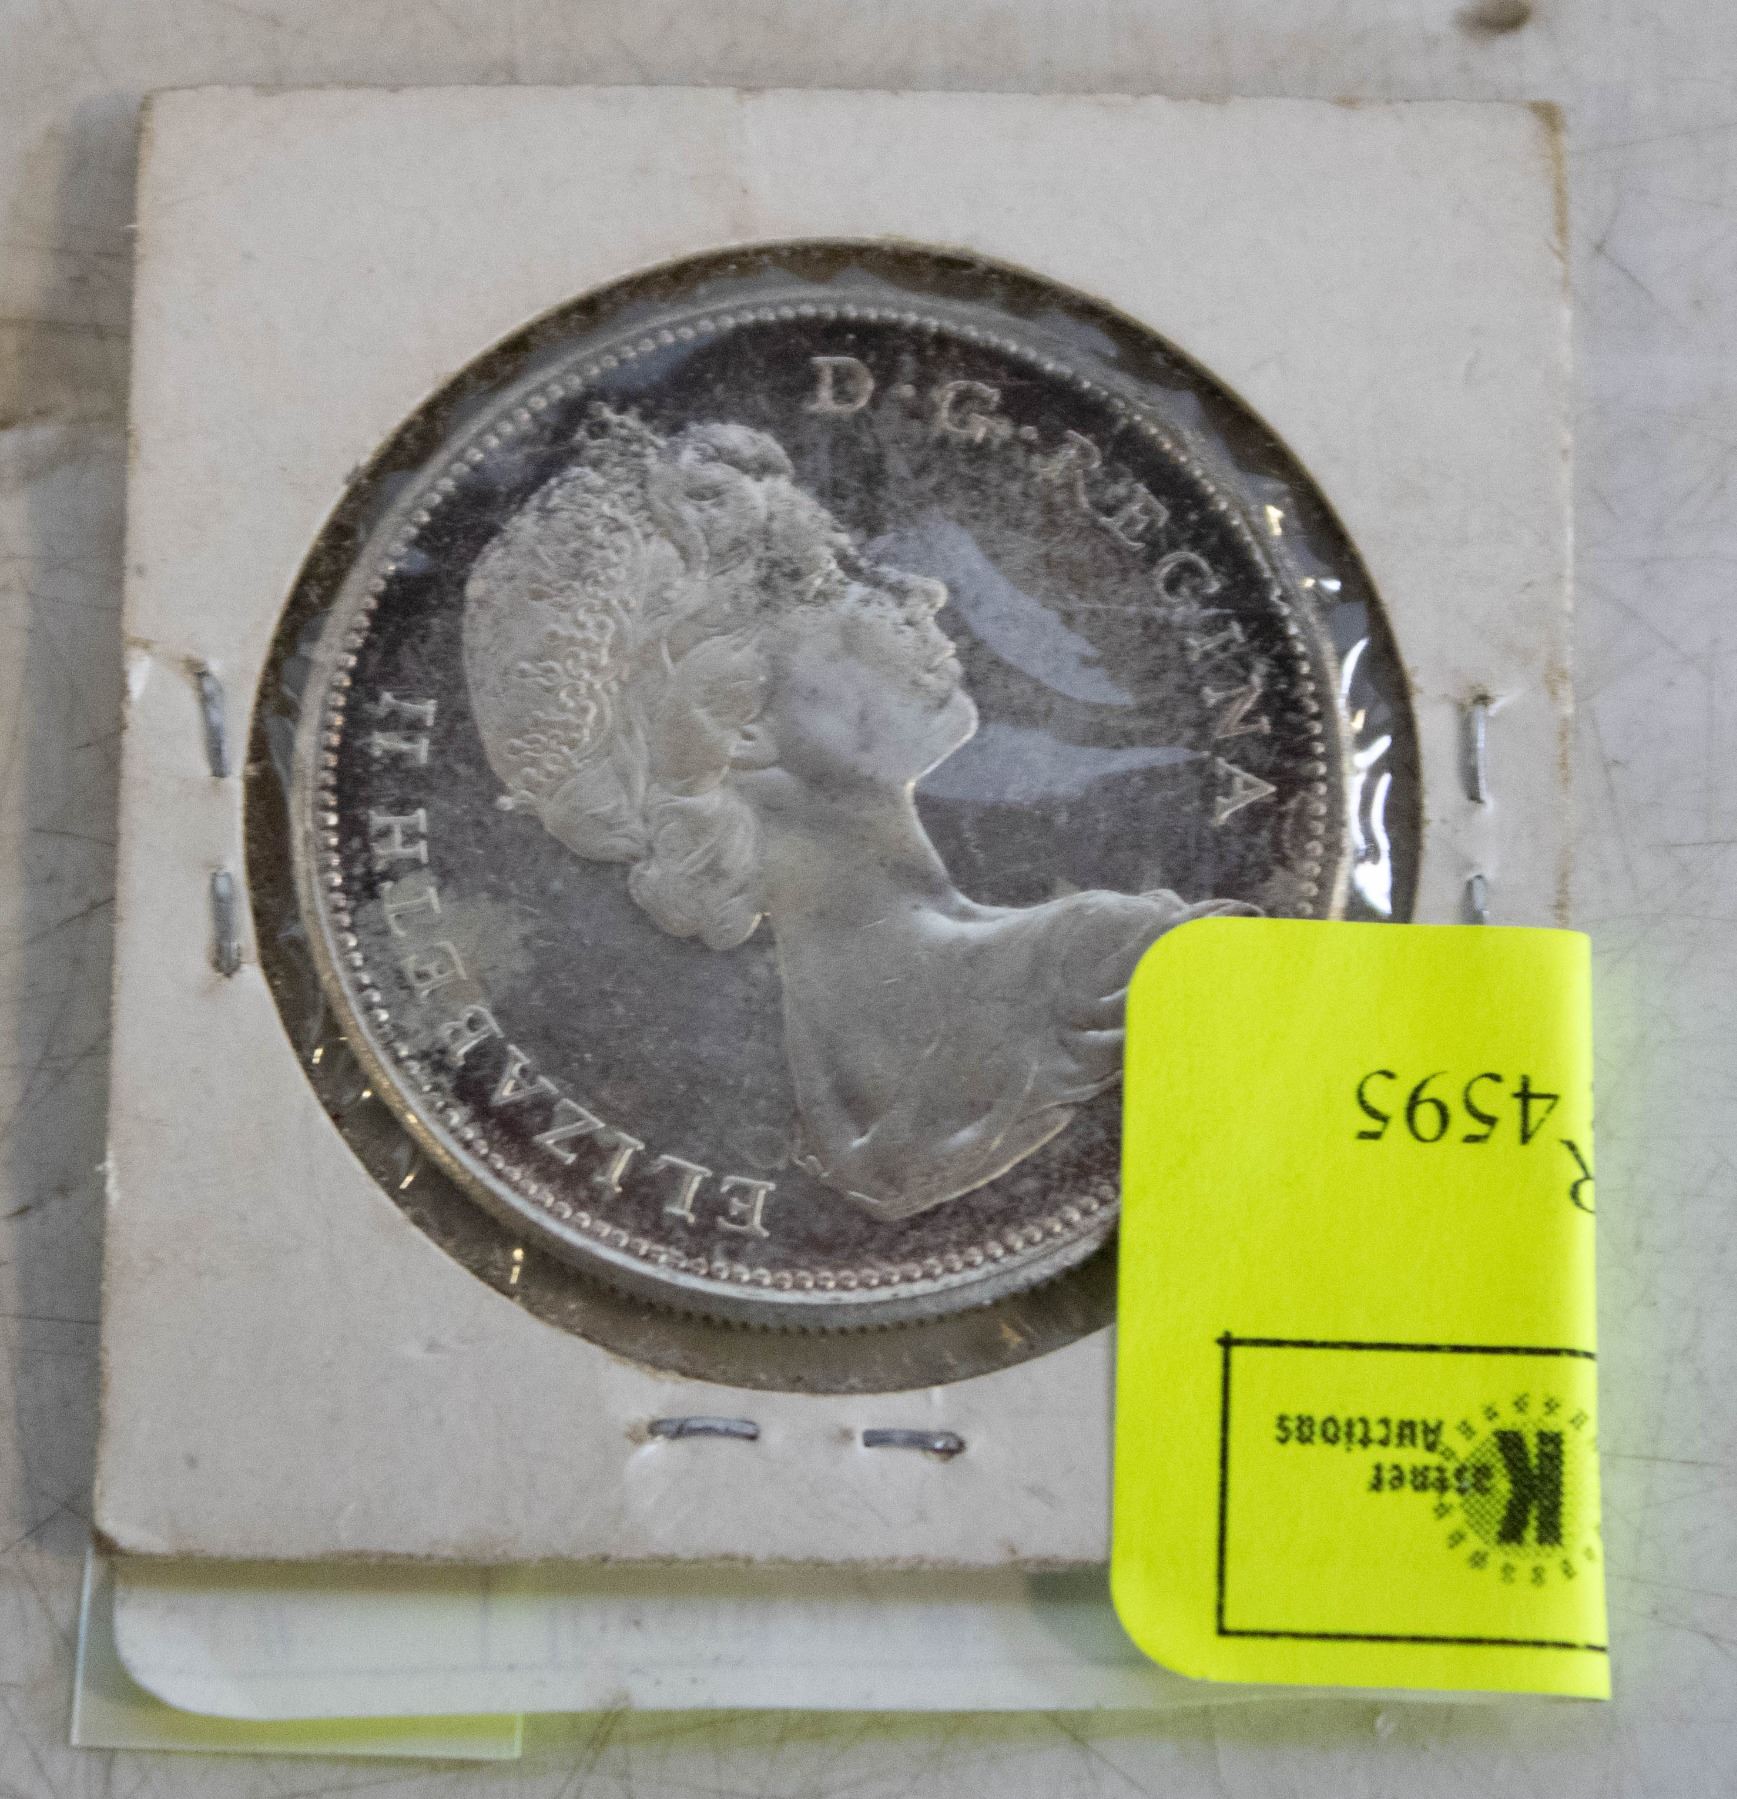 ELIZABETH II D·G·REGINA
R
4595
Kastner
Auctions